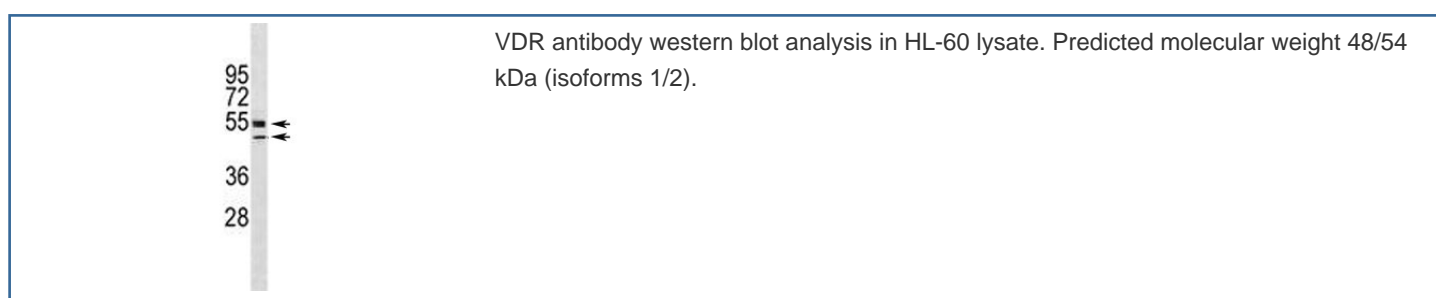 VDR antibody western blot analysis in HL-60 lysate. Predicted molecular weight 48/54
kDa (isoforms 1/2).
95
72
55
36
28